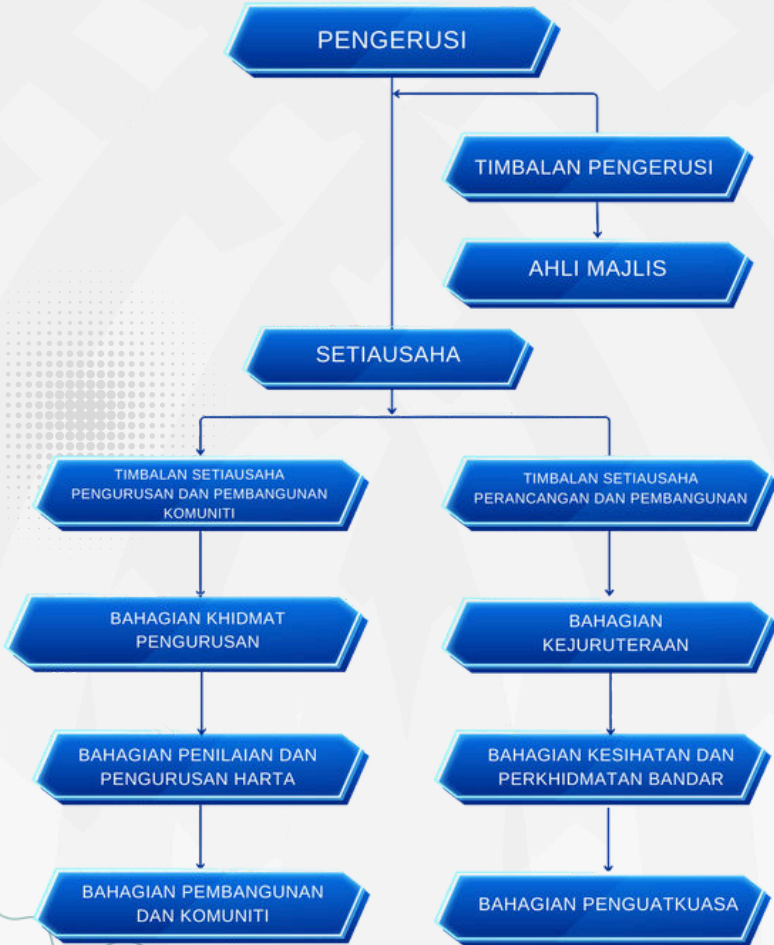 PENGERUSI
TIMBALAN PENGERUSI
AHLI MAJLIS
SETIAUSAHA
TIMBALAN SETIAUSAHA
PENGURUSAN DAN PEMBANGUNAN
KOMUNITI
TIMBALAN SETIAUSAHA
PERANCANGAN DAN PEMBANGUNAN
BAHAGIAN KHIDMAT
PENGURUSAN
BAHAGIAN
KEJURUTERAAN
BAHAGIAN PENILAIAN DAN
PENGURUSAN HARTA
BAHAGIAN KESIHATAN DAN
PERKHIDMATAN BANDAR
BAHAGIAN PEMBANGUNAN
DAN KOMUNITI
BAHAGIAN PENGUATKUASA